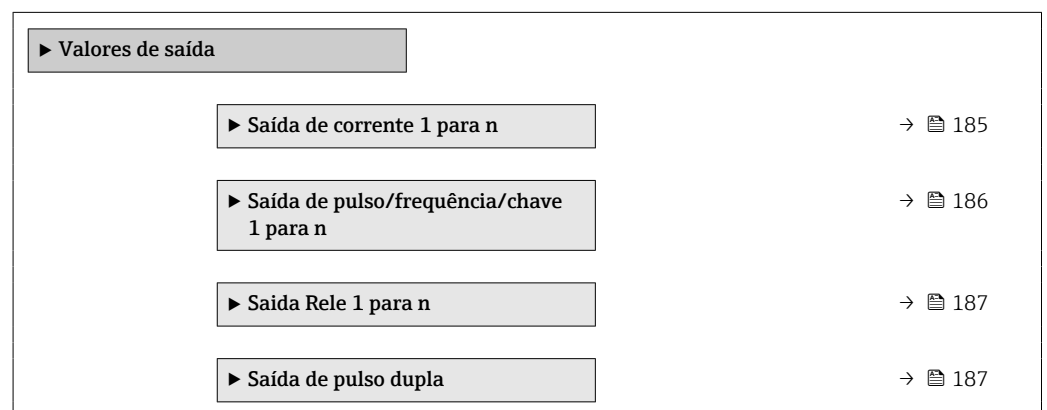 ▶ Valores de saída
▶ Saída de corrente 1 para n → 185
▶ Saída de pulso/frequência/chave → 186
1 para n
▶ Saida Rele 1 para n → 187
▶ Saída de pulso dupla → 187